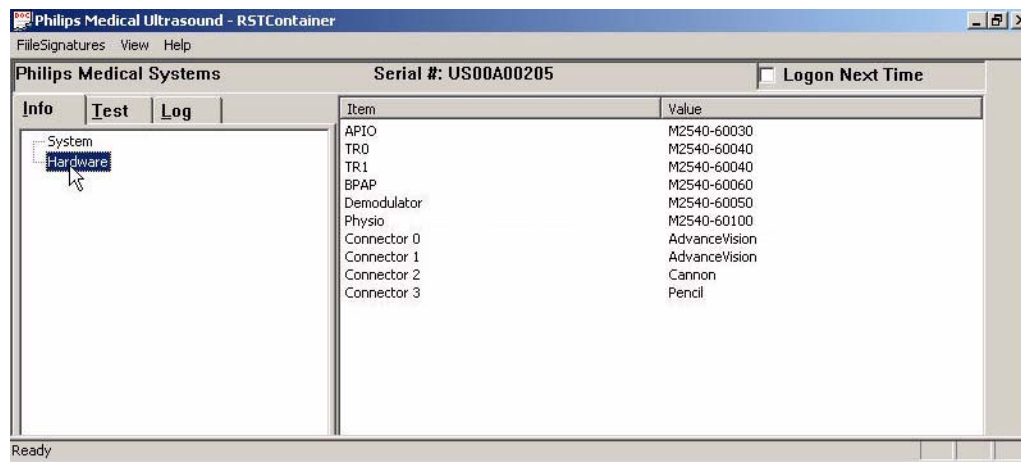 Philips Medical Ultrasound - RSTContainer
FiileSignatures View Help
Philips Medical Systems Serial #: US00A00205 Logon Next Time
Info Test Log
System
Hardware
Item Value
APIO M2540-60030
TR0 M2540-60040
TR1 M2540-60040
BPAP M2540-60060
Demodulator M2540-60050
Physio M2540-60100
Connector 0 AdvanceVision
Connector 1 AdvanceVision
Connector 2 Cannon
Connector 3 Pencil
Ready